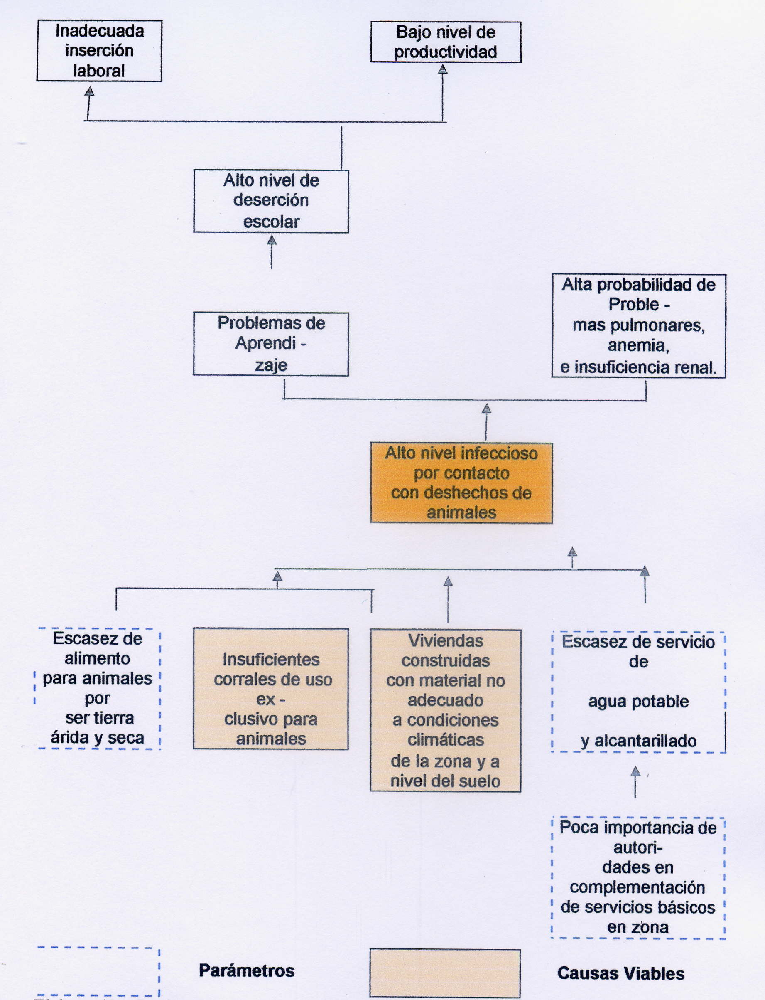 Inadecuada
inserción
laboral
Bajo nivel de
productividad
Alto nivel de
deserción
escolar
Problemas de
Aprendi -
zaje
Alta probabilidad de
Proble -
mas pulmonares,
anemia,
e insuficiencia renal.
Alto nivel infeccioso
por contacto
con deshechos de
animales
Escasez de
alimento
para animales
por
ser tierra
árida y seca
Insuficientes
corrales de uso
ex -
clusivo para
animales
Viviendas
construidas
con material no
adecuado
a condiciones
climáticas
de la zona y a
nivel del suelo
Escasez de servicio
de
agua potable
y alcantarillado
Poca importancia de
autori-
dades en
complementación
de servicios básicos
en zona
Parámetros
Causas Viables